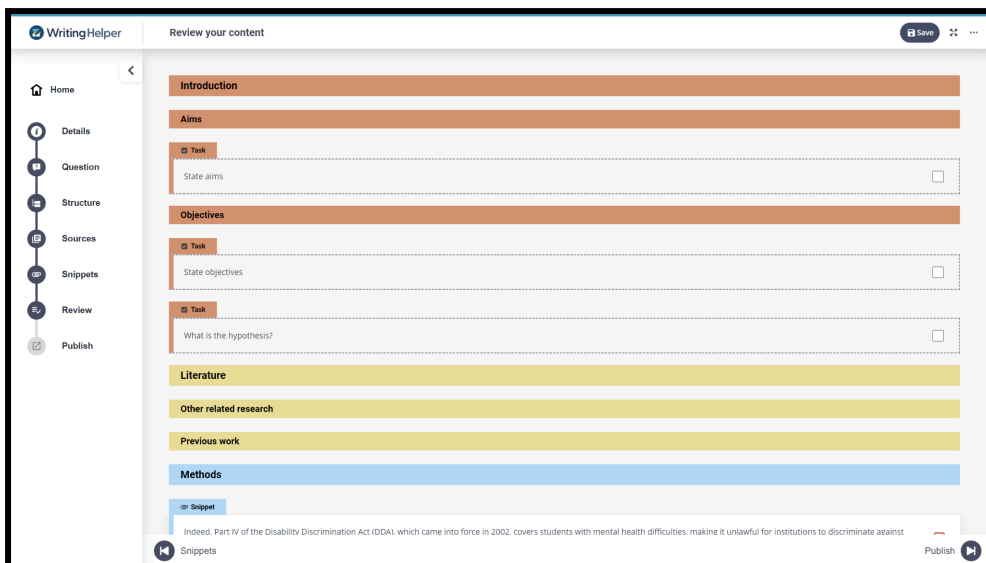 WritingHelper
Review your content
Save
Home
Details
Question
Structure
Sources
Snippets
Review
Publish
Introduction
Aims
Task
State aims
Objectives
Task
State objectives
Task
What is the hypothesis?
Literature
Other related research
Previous work
Methods
Snippet
Indeed, Part IV of the Disability Discrimination Act (DDA), which came into force in 2002, covers students with mental health difficulties, making it unlawful for institutions to discriminate against
Snippets
Publish